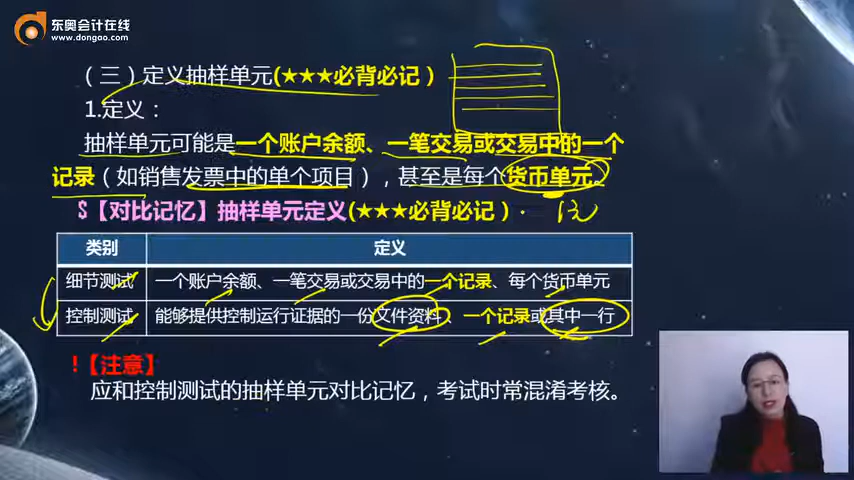 东奥会计在线
www.dongao.com
（三）定义抽样单元(★★★必背必记）
1.定义：
抽样单元可能是一个账户余额、一笔交易或交易中的一个
记录（如销售发票中的单个项目），甚至是每个货币单元。
$【对比记忆】抽样单元定义(★★★必背必记）.
类别 定义
细节测试 一个账户余额、一笔交易或交易中的一个记录、每个货币单元
控制测试 能够提供控制运行证据的一份文件资料、一个记录或其中一行
！【注意】
应和控制测试的抽样单元对比记忆，考试时常混淆考核。